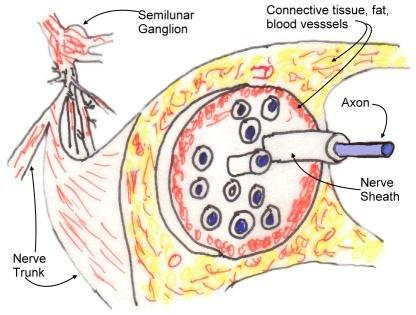 Semilunar
Ganglion
Connective tissue, fat,
blood vesssels
Axon
Nerve
Sheath
Nerve
Trunk